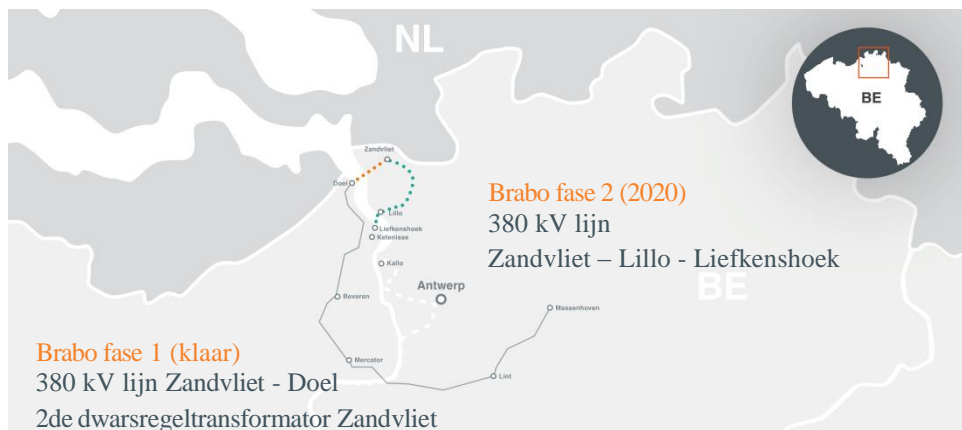 NL
BE
Zandvliet
Doel
Lillo
Liefkenshoek
Ketenisse
Kallo
Antwerp
Beveren
Massenhoven
Mercator
Lint
Brabo fase 2 (2020)
380 kV lijn
Zandvliet – Lillo - Liefkenshoek
BE
Brabo fase 1 (klaar)
380 kV lijn Zandvliet - Doel
2de dwarsregeltransformator Zandvliet